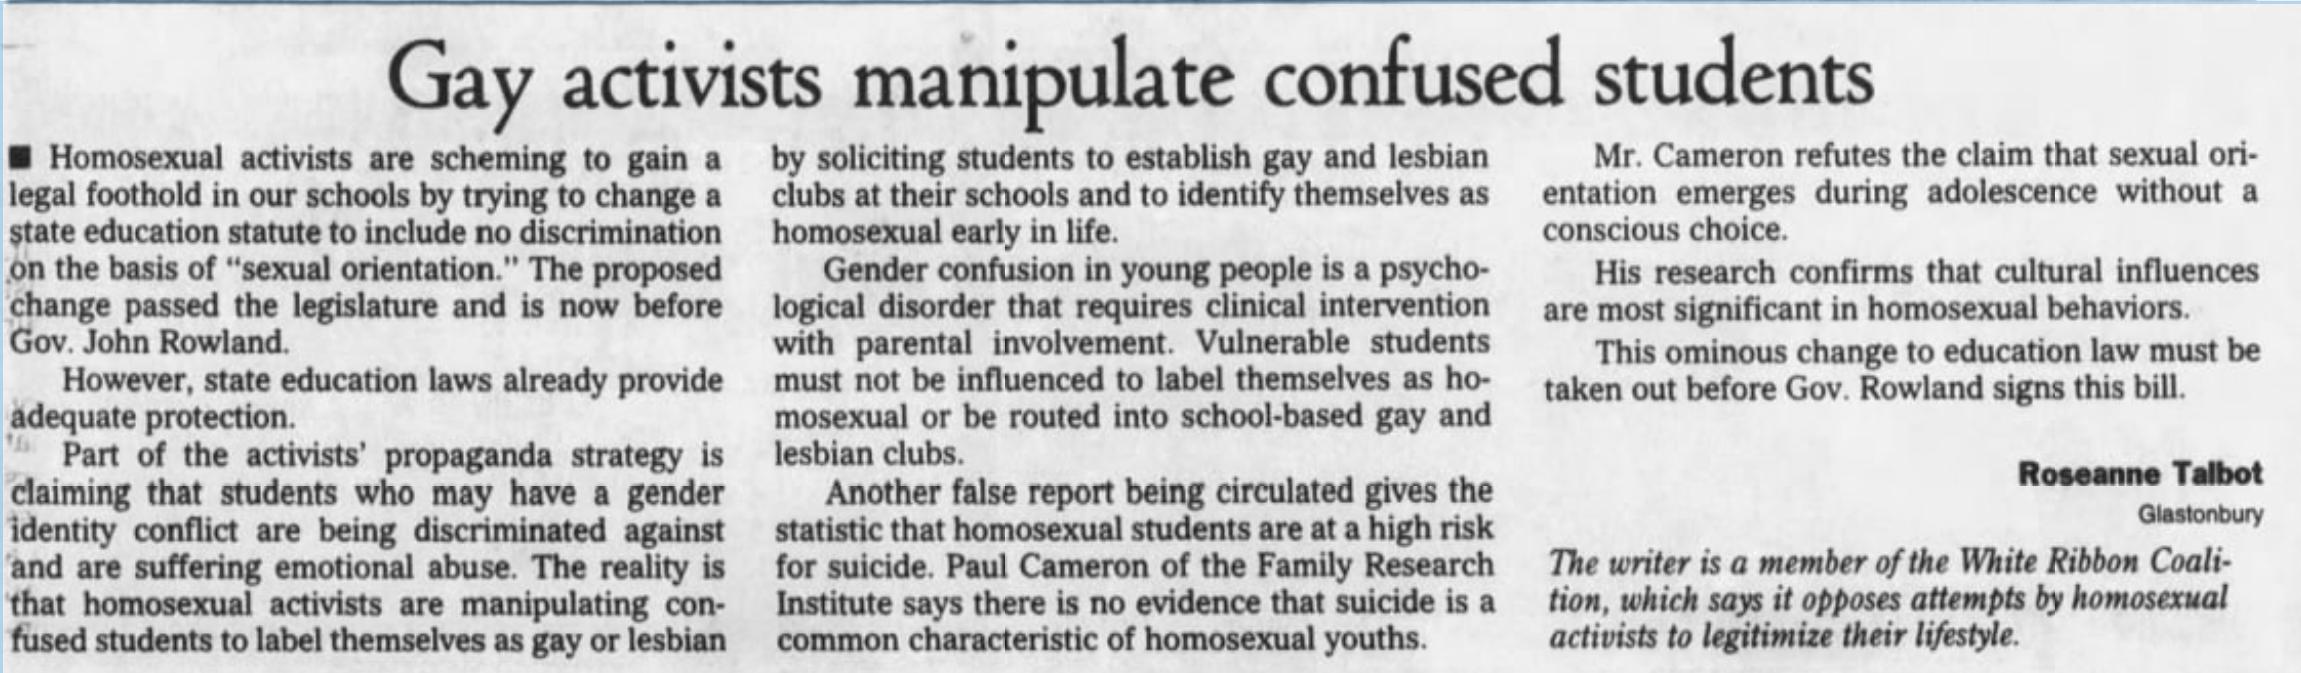 Gay activists manipulate confused students
■ Homosexual activists are scheming to gain a
legal foothold in our schools by trying to change a
state education statute to include no discrimination
on the basis of “sexual orientation.” The proposed
change passed the legislature and is now before
Gov. John Rowland.
However, state education laws already provide
adequate protection.
Part of the activists’ propaganda strategy is
claiming that students who may have a gender
identity conflict are being discriminated against
and are suffering emotional abuse. The reality is
that homosexual activists are manipulating con-
fused students to label themselves as gay or lesbian
by soliciting students to establish gay and lesbian
clubs at their schools and to identify themselves as
homosexual early in life.
Gender confusion in young people is a psycho-
logical disorder that requires clinical intervention
with parental involvement. Vulnerable students
must not be influenced to label themselves as ho-
mosexual or be routed into school-based gay and
lesbian clubs.
Another false report being circulated gives the
statistic that homosexual students are at a high risk
for suicide. Paul Cameron of the Family Research
Institute says there is no evidence that suicide is a
common characteristic of homosexual youths.
Mr. Cameron refutes the claim that sexual ori-
entation emerges during adolescence without a
conscious choice.
His research confirms that cultural influences
are most significant in homosexual behaviors.
This ominous change to education law must be
taken out before Gov. Rowland signs this bill.
Roseanne Talbot
Glastonbury
The writer is a member of the White Ribbon Coali-
tion, which says it opposes attempts by homosexual
activists to legitimize their lifestyle.